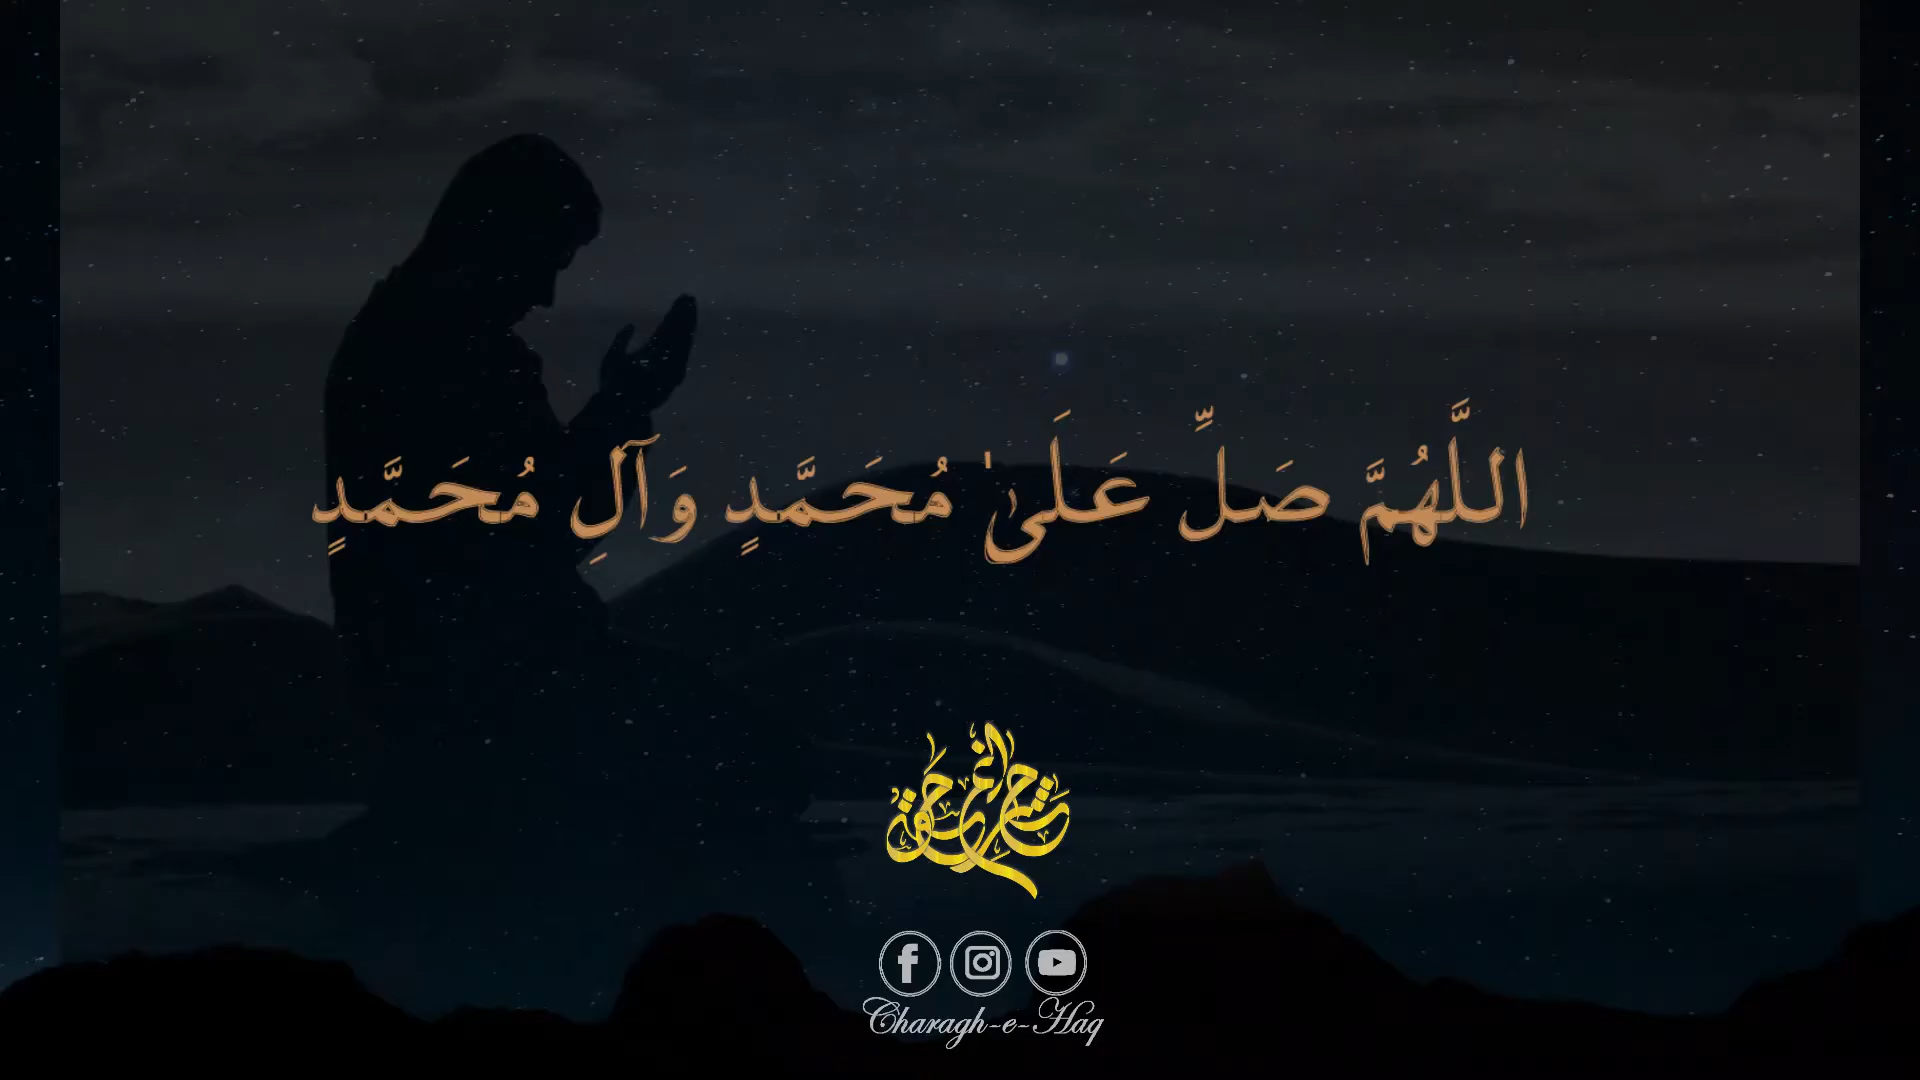 اللَّهُمَّ صَلِّ عَلَىٰ مُحَمَّدٍ وَآلِ مُحَمَّدٍ
Charagh-e-Haq